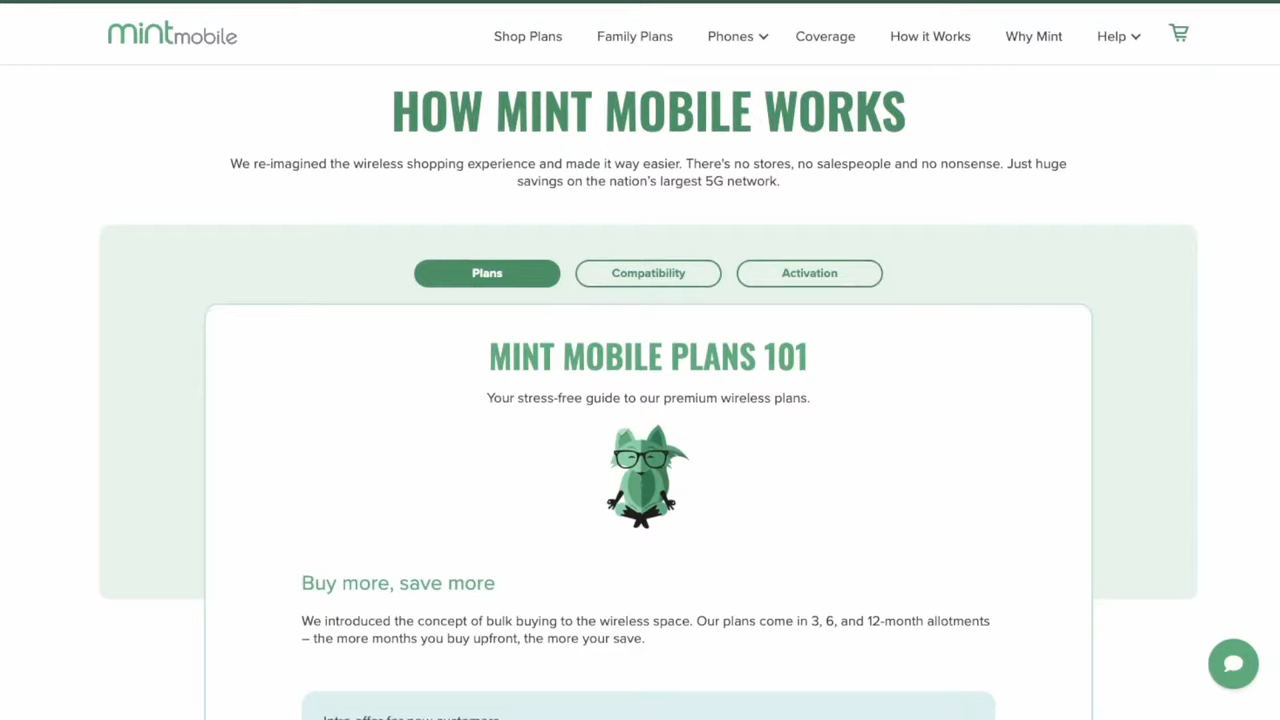 mintmobile
Shop Plans
Family Plans
Phones
Coverage
How it Works
Why Mint
Help
HOW MINT MOBILE WORKS
We re-imagined the wireless shopping experience and made it way easier. There's no stores, no salespeople and no nonsense. Just huge
savings on the nation's largest 5G network.
Plans
Compatibility
Activation
MINT MOBILE PLANS 101
Your stress-free guide to our premium wireless plans.
Buy more, save more
We introduced the concept of bulk buying to the wireless space. Our plans come in 3, 6, and 12-month allotments
– the more months you buy upfront, the more your save.
Intro offer for new customers